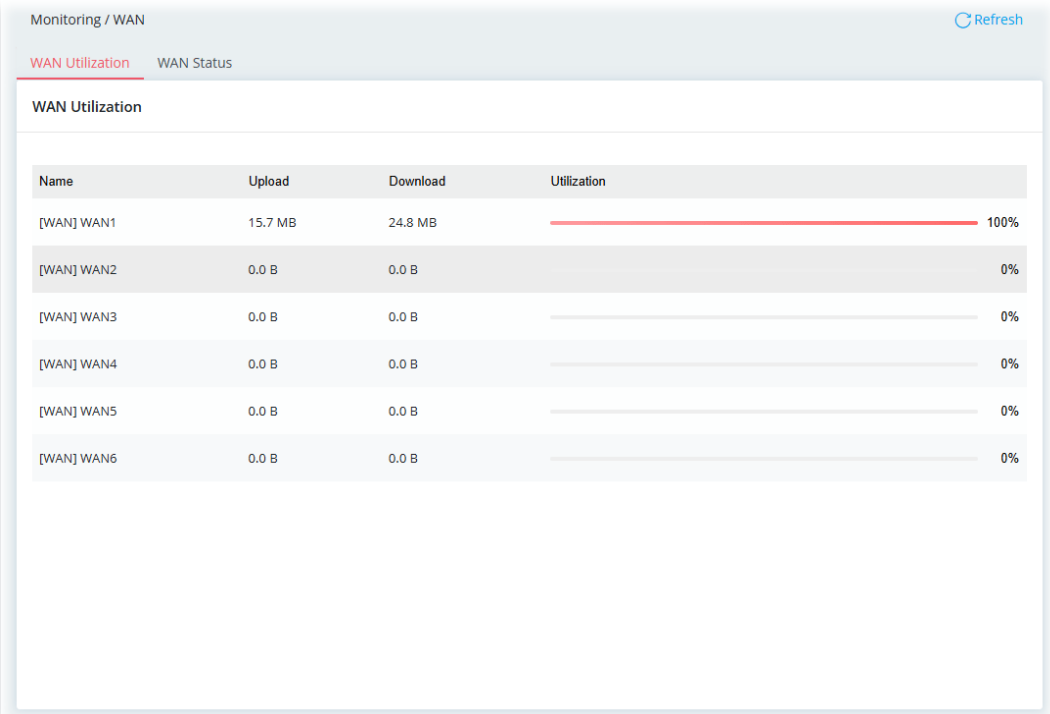 Monitoring / WAN Refresh
WAN Utilization WAN Status
WAN Utilization
Name Upload Download Utilization
[WAN] WAN1 15.7 MB 24.8 MB 100%
[WAN] WAN2 0.0 B 0.0 B 0%
[WAN] WAN3 0.0 B 0.0 B 0%
[WAN] WAN4 0.0 B 0.0 B 0%
[WAN] WAN5 0.0 B 0.0 B 0%
[WAN] WAN6 0.0 B 0.0 B 0%